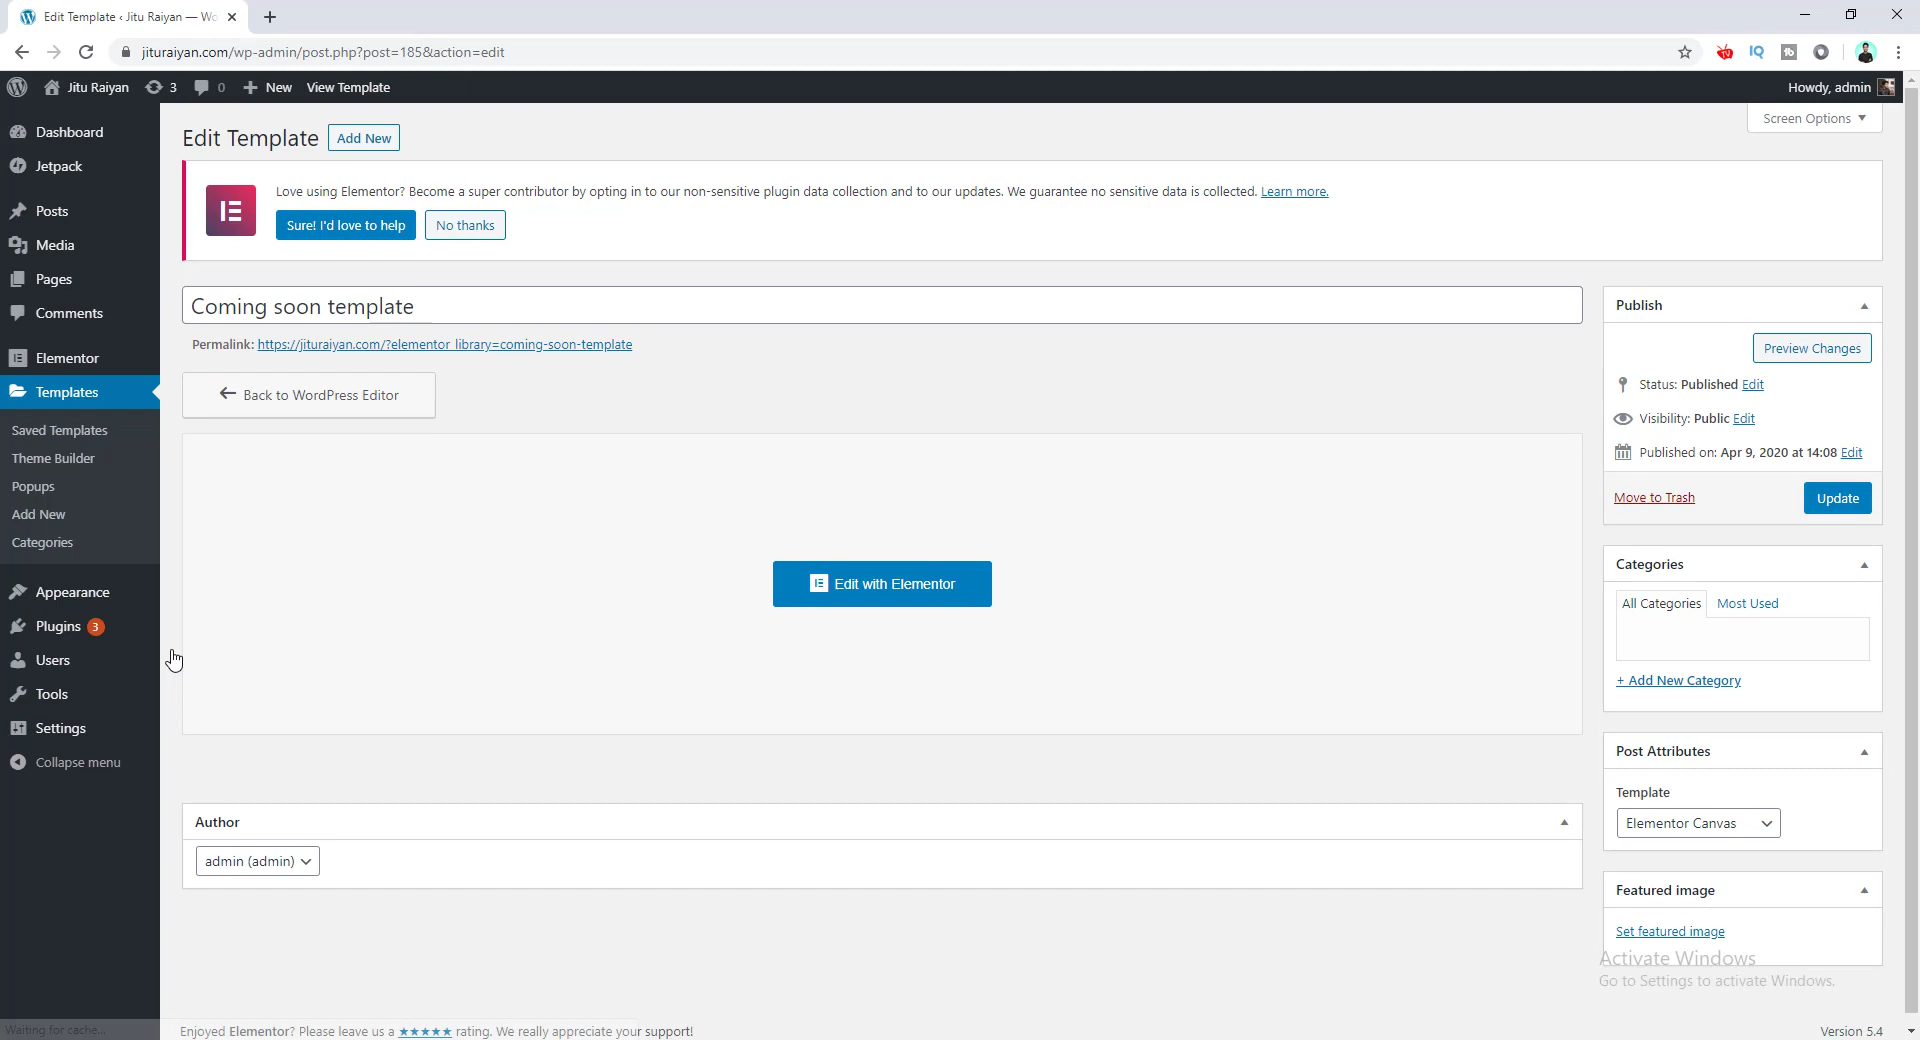 Edit Template ‹ Jitu Raiyan — Wo
jituraiyan.com/wp-admin/post.php?post=185&action=edit
Jitu Raiyan
3
0
New
View Template
Howdy, admin
Screen Options
Dashboard
Jetpack
Posts
Media
Pages
Comments
Elementor
Templates
Saved Templates
Theme Builder
Popups
Add New
Categories
Appearance
Plugins 3
Users
Tools
Settings
Collapse menu
Edit Template
Add New
Love using Elementor? Become a super contributor by opting in to our non-sensitive plugin data collection and to our updates. We guarantee no sensitive data is collected. Learn more.
Sure! I'd love to help
No thanks
Coming soon template
Permalink: https://jituraiyan.com/?elementor_library=coming-soon-template
← Back to WordPress Editor
Edit with Elementor
Author
admin (admin)
Publish
Preview Changes
Status: Published Edit
Visibility: Public Edit
Published on: Apr 9, 2020 at 14:08 Edit
Move to Trash
Update
Categories
All Categories
Most Used
+ Add New Category
Post Attributes
Template
Elementor Canvas
Featured image
Set featured image
Activate Windows
Go to Settings to activate Windows.
Waiting for cache...
Enjoyed Elementor? Please leave us a ★★★★★ rating. We really appreciate your support!
Version 5.4